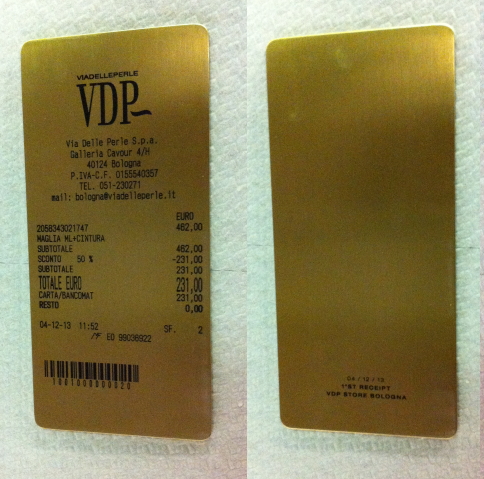 VIADELLEPERLE
VDP
Via Delle Perle S.p.a.
Galleria Cavour 4/H
40124 Bologna
P.IVA-C.F. 0155540357
TEL. 051-230271
mail: bologna@viadelleperle.it
EURO
2058343021747 462,00
MAGLIA ML+CINTURA
SUBTOTALE 462,00
SCONTO 50 % -231,00
SUBTOTALE 231,00
TOTALE EURO 231,00
CARTA/BANCOMAT 231,00
RESTO 0,00
04-12-13 11:52 SF. 2
ED 99036922
1001000000020
04 / 12 / 13
1°ST RECEIPT
VDP STORE BOLOGNA